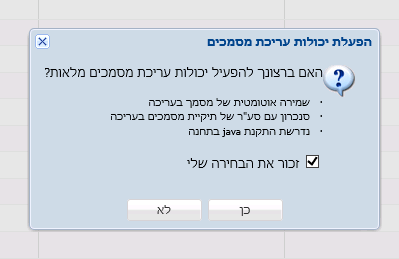 הפעלת יכולות עריכת מסמכים
האם ברצונך להפעיל יכולות עריכת מסמכים מלאות?
· שמירה אוטומטית של מסמך בעריכה
· סנכרון עם סע"ר של תיקיית מסמכים בעריכה
· נדרשת התקנת java בתחנה
זכור את הבחירה שלי
כן
לא